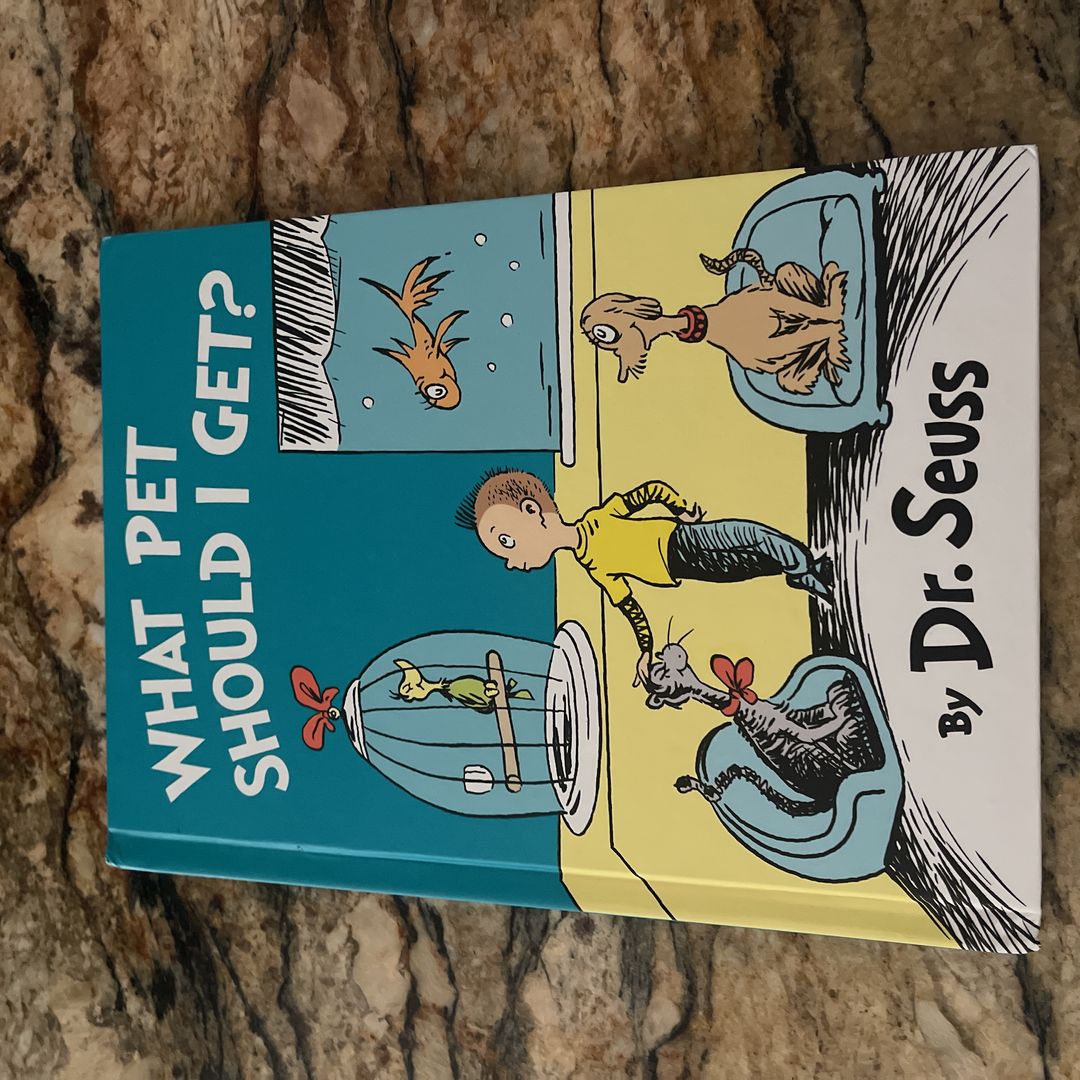 WHAT PET
SHOULD I GET?
By Dr. Seuss